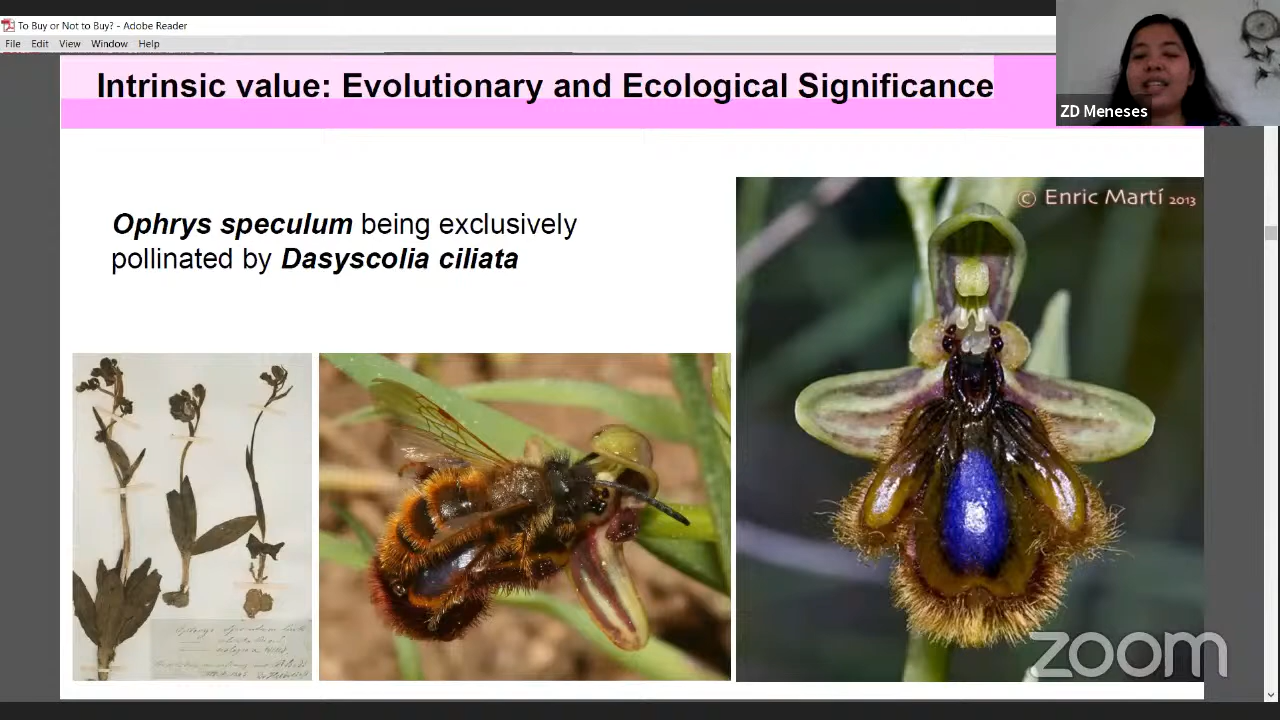 To Buy or Not to Buy? - Adobe Reader
File Edit View Window Help
Intrinsic value: Evolutionary and Ecological Significance
ZD Meneses
Ophrys speculum being exclusively
pollinated by Dasyscolia ciliata
© Enric Martí 2013
zoom